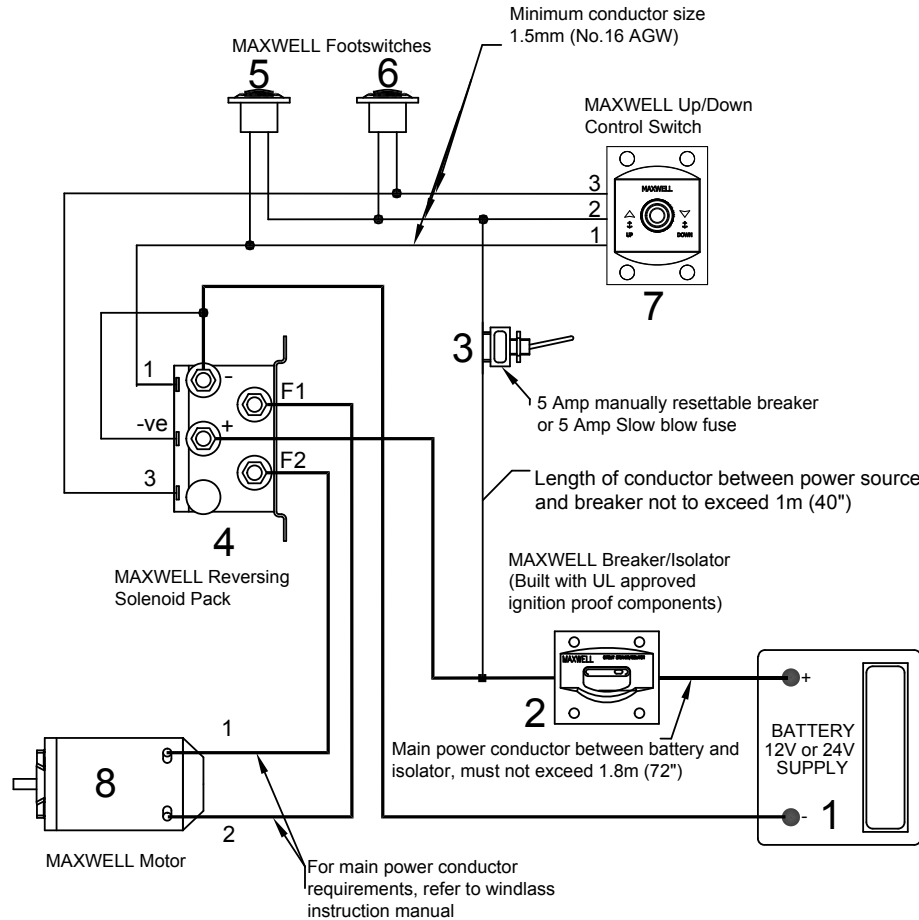 Minimum conductor size
1.5mm (No.16 AGW)
MAXWELL Footswitches
5
6
MAXWELL Up/Down
Control Switch
3
2
1
MAXWELL
UP
DOWN
7
3
5 Amp manually resettable breaker
or 5 Amp Slow blow fuse
1
-
F1
-ve
+
F2
3
4
MAXWELL Reversing
Solenoid Pack
Length of conductor between power source
and breaker not to exceed 1m (40")
MAXWELL Breaker/Isolator
(Built with UL approved
ignition proof components)
MAXWELL
2
Main power conductor between battery and
isolator, must not exceed 1.8m (72")
+
BATTERY
12V or 24V
SUPPLY
-
1
1
8
2
MAXWELL Motor
For main power conductor
requirements, refer to windlass
instruction manual